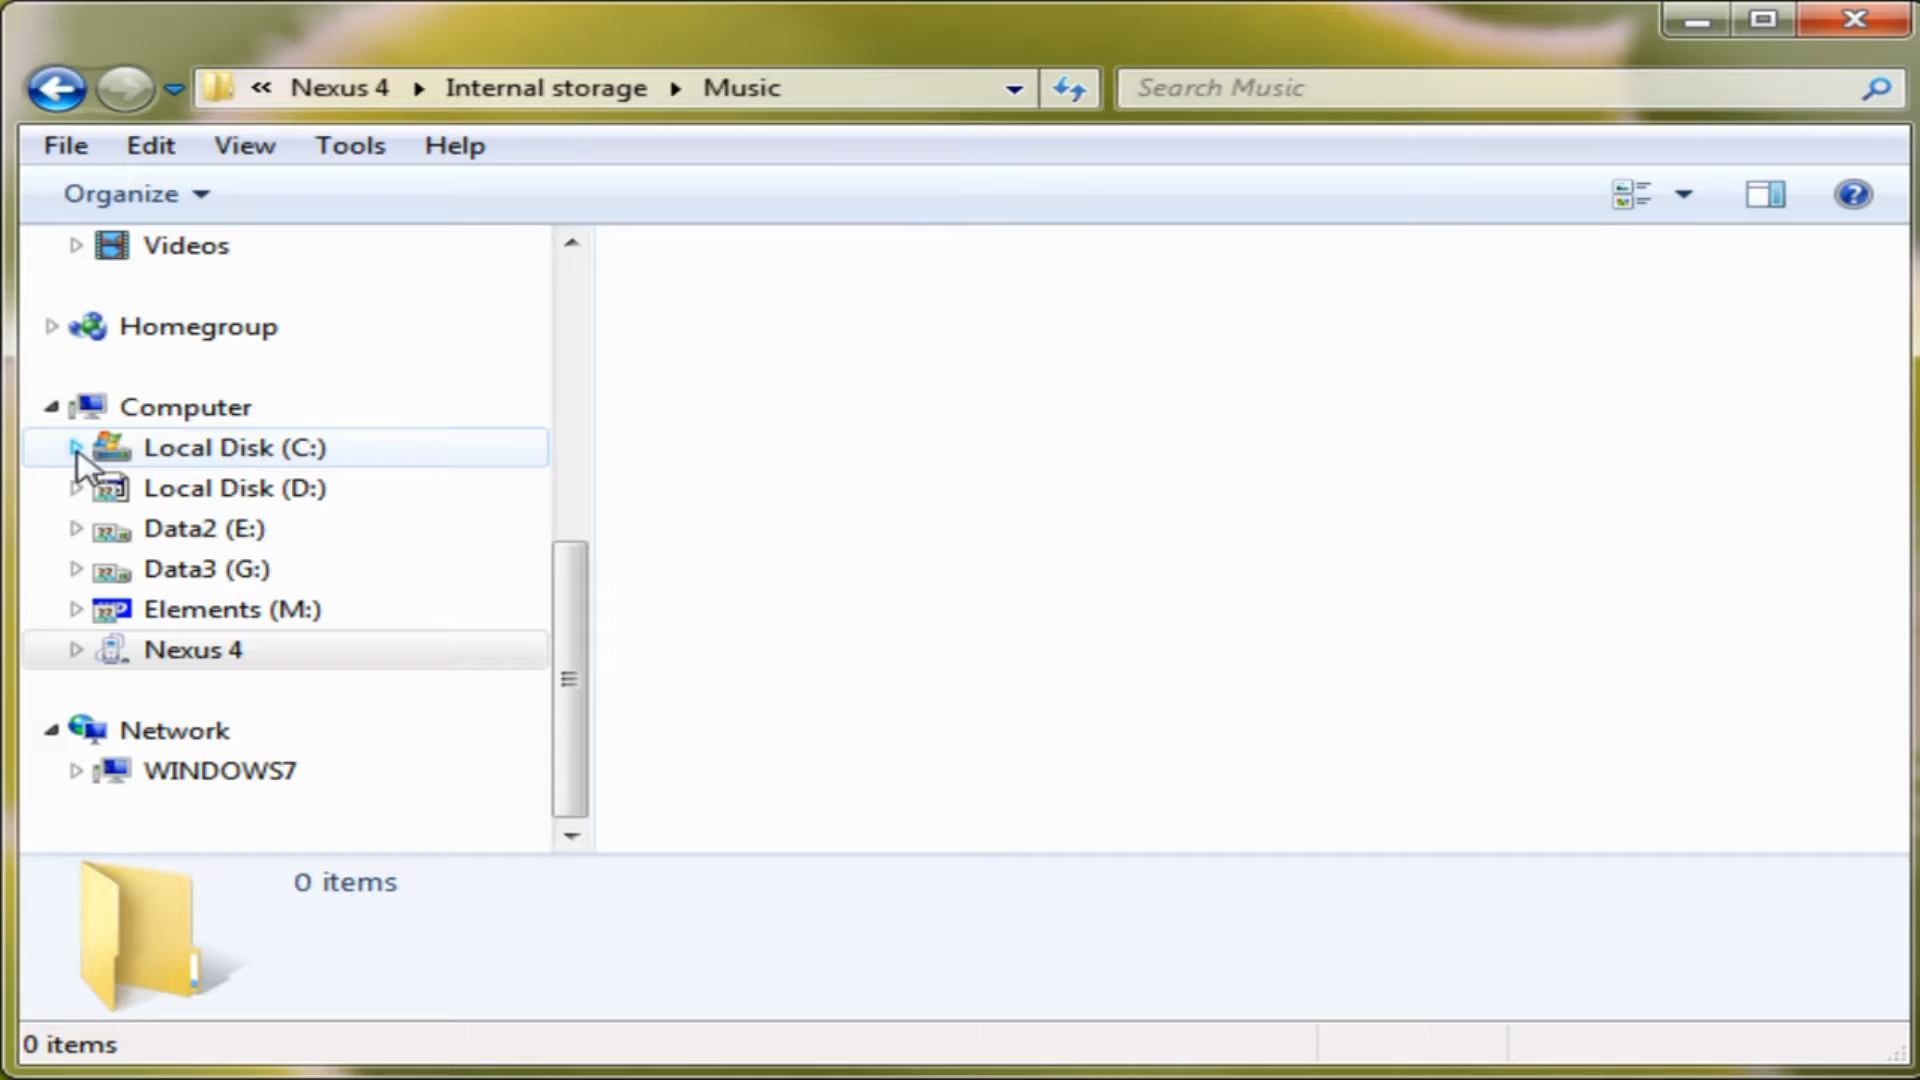 « Nexus 4 Internal storage Music
Search Music
File Edit View Tools Help
Organize
Videos
Homegroup
Computer
Local Disk (C:)
Local Disk (D:)
Data2 (E:)
Data3 (G:)
Elements (M:)
Nexus 4
Network
WINDOWS7
0 items
0 items